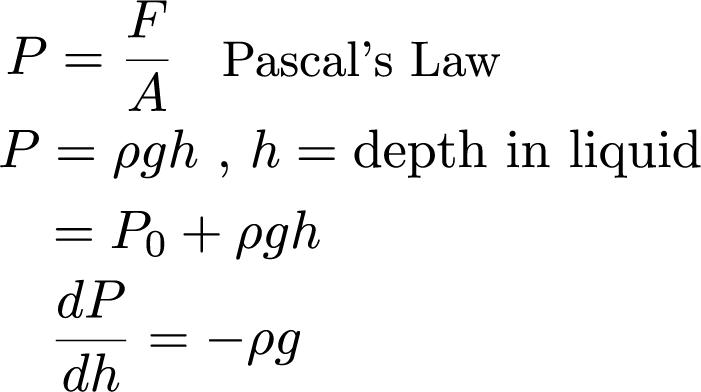 P = F/A Pascal's Law
P = ρgh , h = depth in liquid
= P₀ + ρgh
dP/dh = −ρg